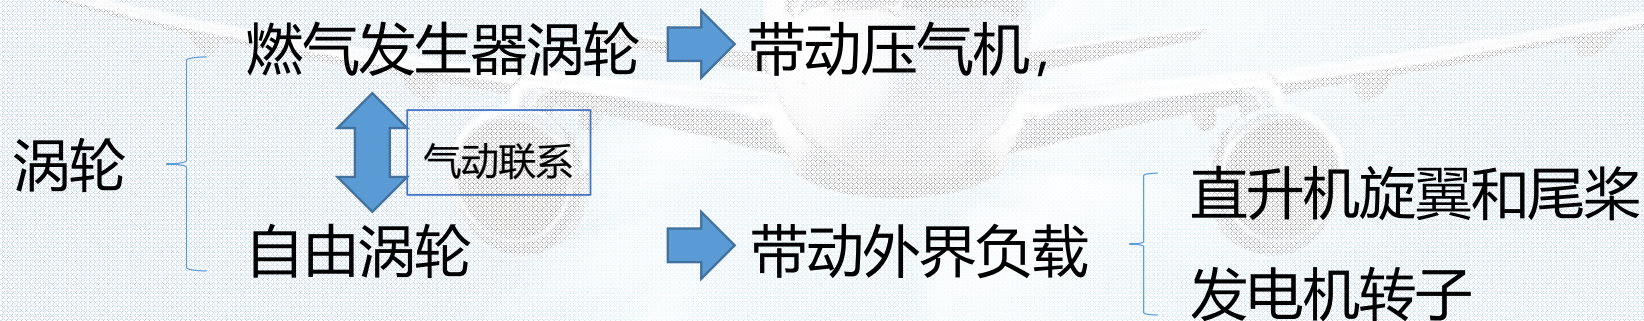 燃气发生器涡轮
带动压气机，
涡轮
气动联系
自由涡轮
带动外界负载
直升机旋翼和尾桨
发电机转子